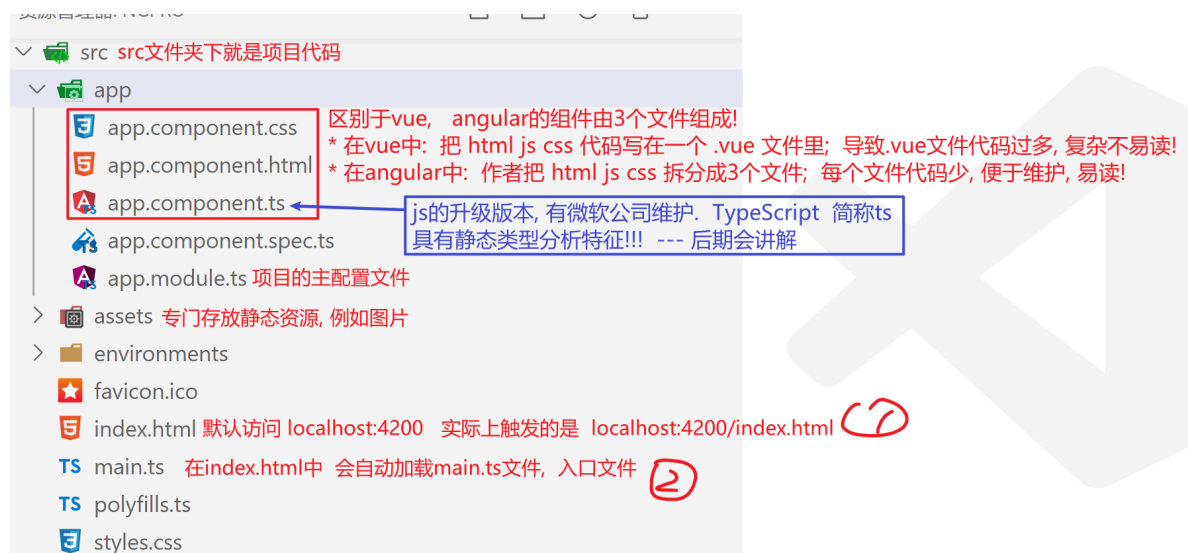 资源管理器: NGPRO
src src文件夹下就是项目代码
app
app.component.css 区别于vue, angular的组件由3个文件组成!
app.component.html * 在vue中: 把 html js css 代码写在一个 .vue 文件里; 导致.vue文件代码过多, 复杂不易读!
* 在angular中: 作者把 html js css 拆分成3个文件; 每个文件代码少, 便于维护, 易读!
app.component.ts js的升级版本, 有微软公司维护. TypeScript 简称ts
app.component.spec.ts 具有静态类型分析特征!!! --- 后期会讲解
app.module.ts 项目的主配置文件
assets 专门存放静态资源, 例如图片
environments
favicon.ico
index.html 默认访问 localhost:4200 实际上触发的是 localhost:4200/index.html
TS main.ts 在index.html中 会自动加载main.ts文件, 入口文件 2
TS polyfills.ts
styles.css